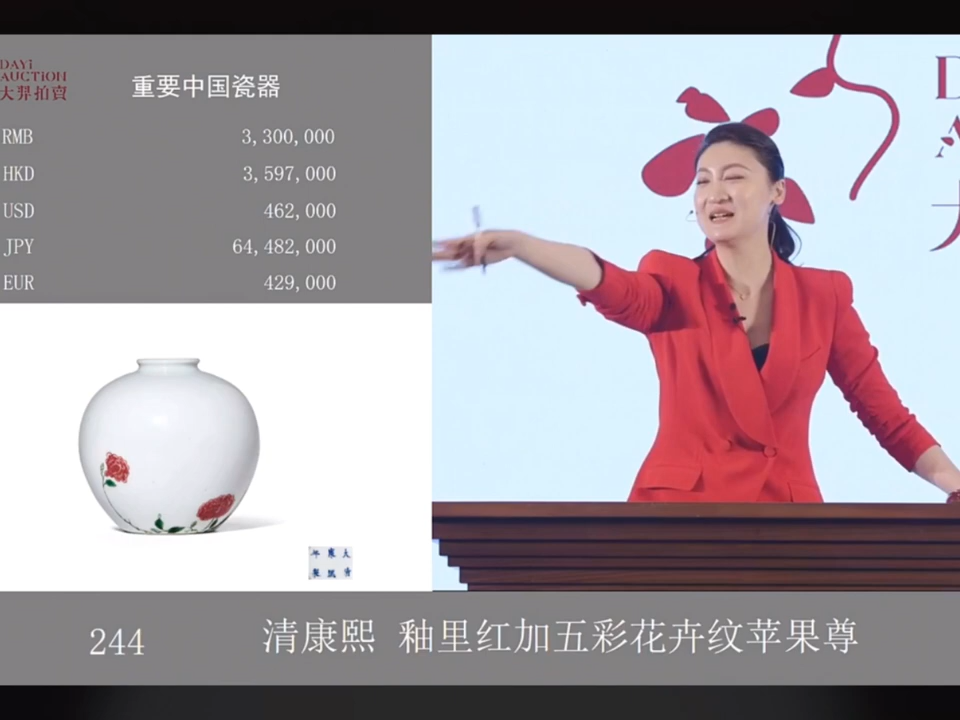 DAYi
AUCTiON
大羿拍賣
重要中国瓷器
RMB 3,300,000
HKD 3,597,000
USD 462,000
JPY 64,482,000
EUR 429,000
大清
康熙
年製
244 清康熙 釉里红加五彩花卉纹苹果尊